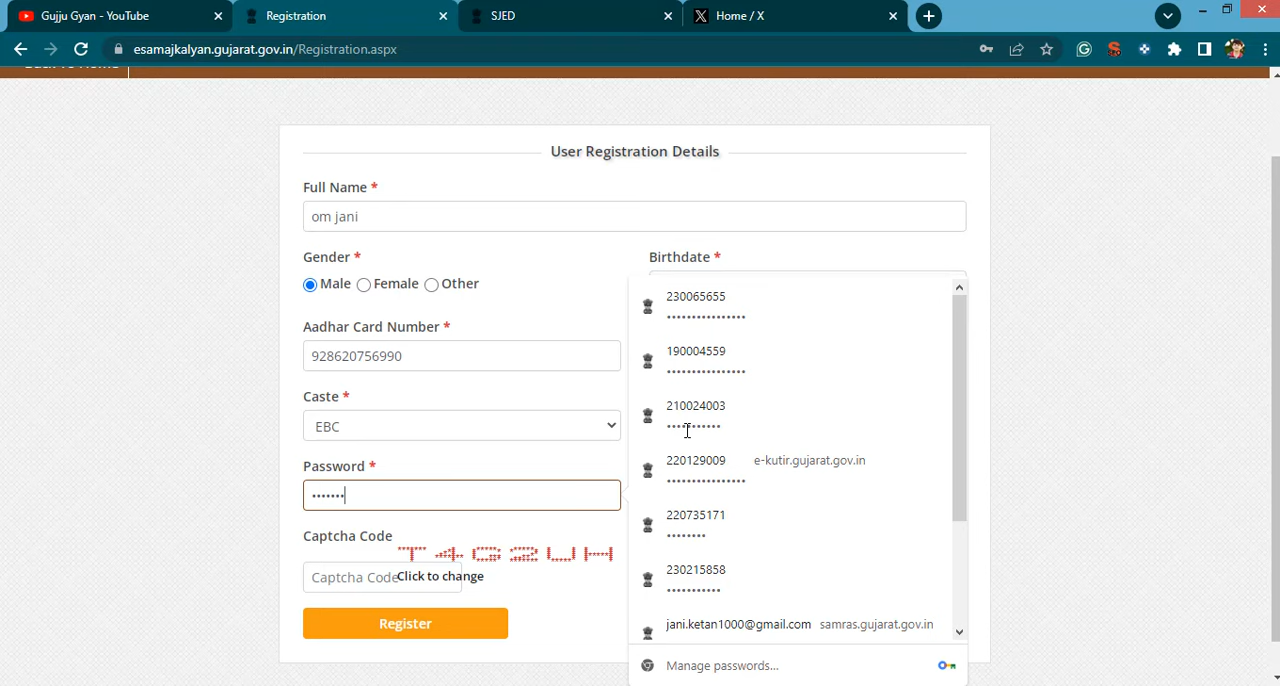 Gujju Gyan - YouTube
Registration
SJED
Home / X
esamajkalyan.gujarat.gov.in/Registration.aspx
User Registration Details
Full Name *
om jani
Gender *
Birthdate *
Male Female Other
Aadhar Card Number *
928620756990
Caste *
EBC
Password *
•••••••
Captcha Code
T4G2UH
Captcha Code
Click to change
Register
230065655
••••••••••••••••
190004559
••••••••••••••••
210024003
•••••••••••
220129009 e-kutir.gujarat.gov.in
••••••••••••••••
220735171
••••••••
230215858
•••••••••••
jani.ketan1000@gmail.com samras.gujarat.gov.in
Manage passwords...